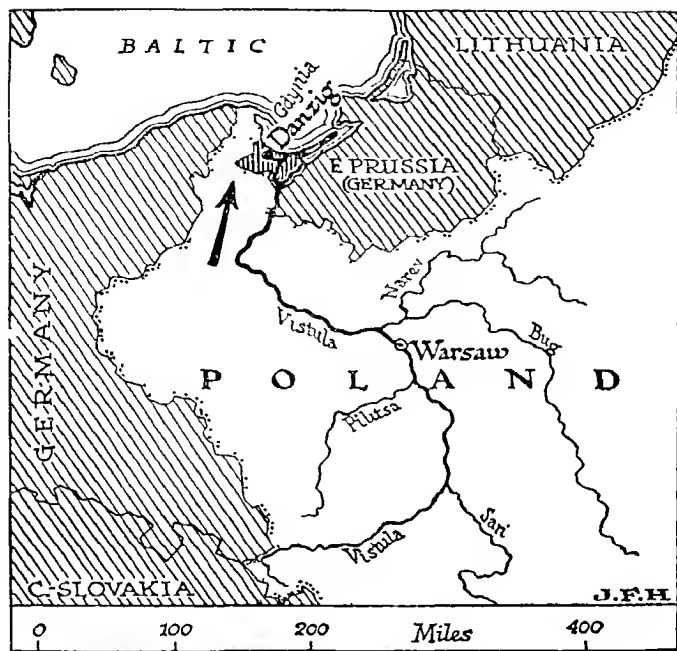 BALTIC
LITHUANIA
Gdynia
Danzig
E PRUSSIA
(GERMANY)
GERMANY
Narev
Vistula
Warsaw
Bug
POLAND
Pilitsa
Vistula
San
C-SLOVAKIA
J.F.H.
0 100 200 Miles 400